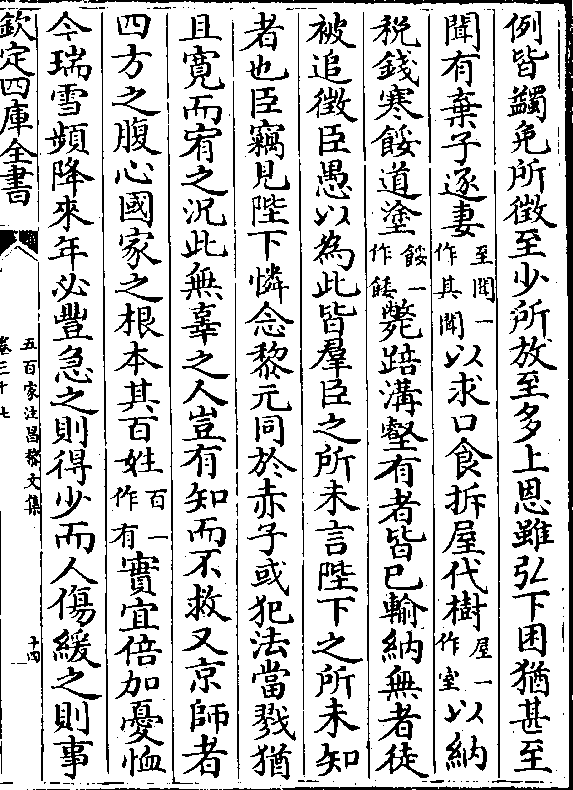 例皆蠲免所徵至少所放至多上恩雖弘下困猶甚至
聞有棄子逐妻至聞一作其聞以求口食拆屋伐樹屋一作室以納
稅錢寒餒道塗餒一作餧斃踣溝壑有者皆已輸納無者徒
被追徵臣愚以為此皆羣臣之所未言陛下之所未知
者也臣竊見陛下憐念黎元同於赤子或犯法當戮猶
且寬而宥之況此無辜之人豈有知而不救又京師者
四方之腹心國家之根本其百姓百一作有實宜倍加憂恤
今瑞雪頻降來年必豐急之則得少而人傷緩之則事
欽定四庫全書
五百家注昌黎文集
卷三十七
十四